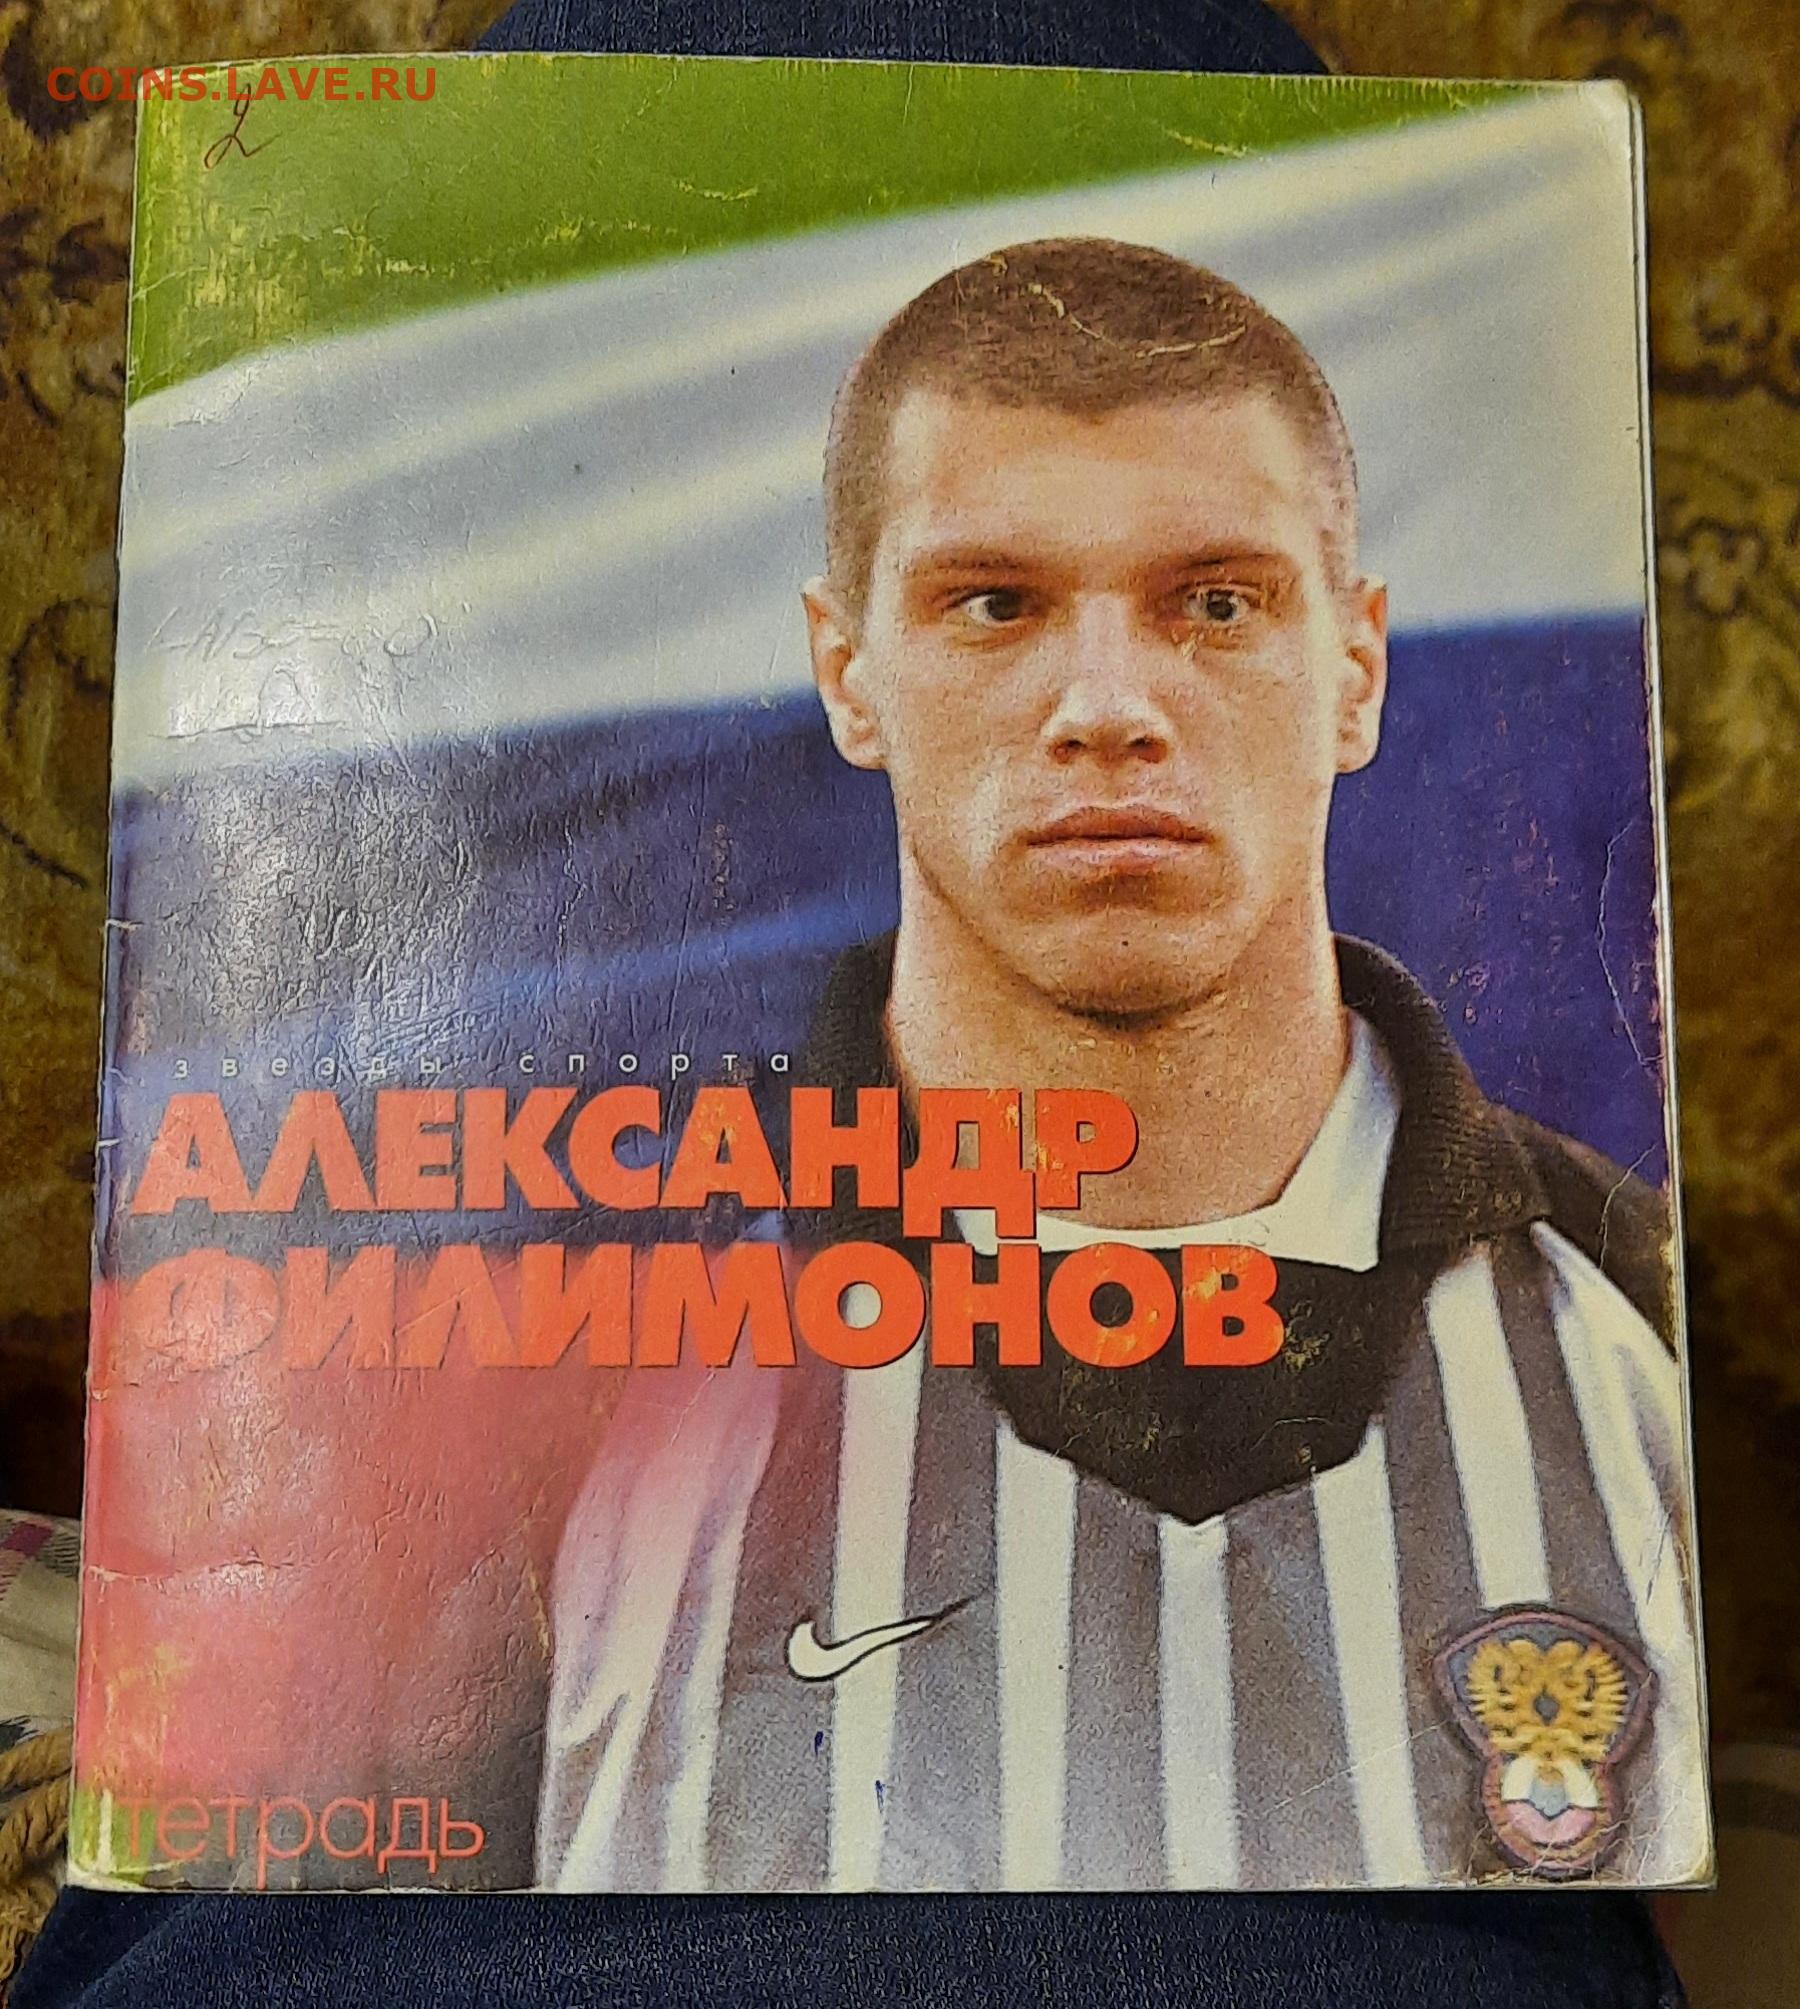 COINS.LAVE.RU
2
звезды спорта
АЛЕКСАНДР
ФИЛИМОНОВ
тетрадь